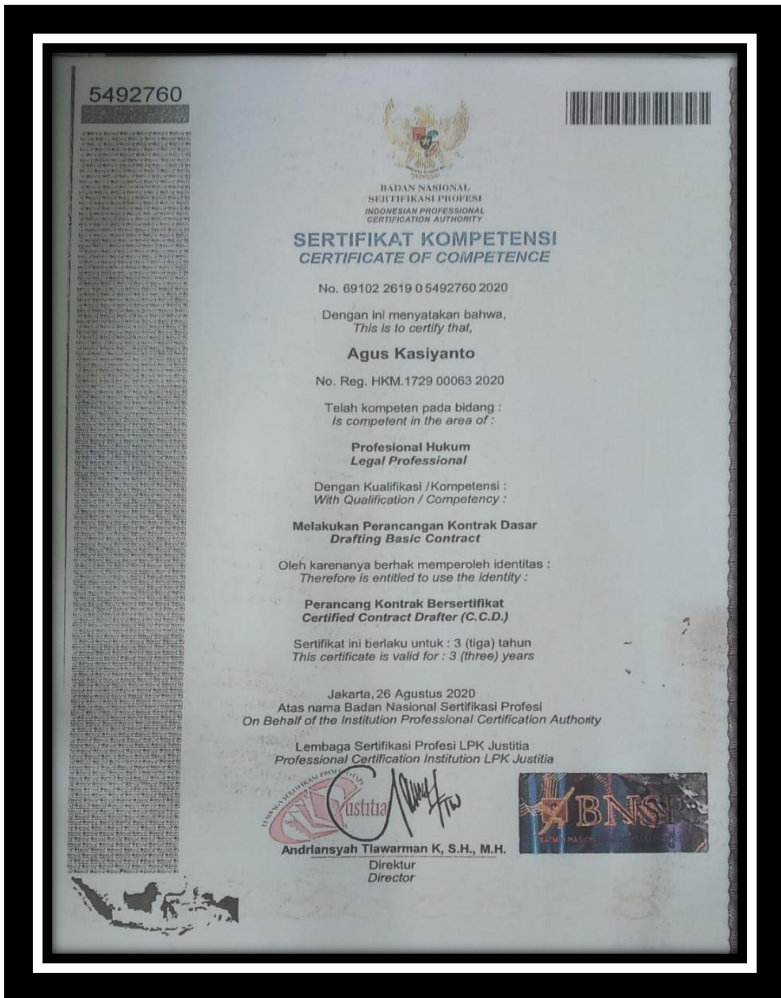 5492760
BADAN NASIONAL
SERTIFIKASI PROFESI
INDONESIAN PROFESSIONAL
CERTIFICATION AUTHORITY
SERTIFIKAT KOMPETENSI
CERTIFICATE OF COMPETENCE
No. 69102 2619 0 5492760 2020
Dengan ini menyatakan bahwa,
This is to certify that,
Agus Kasiyanto
No. Reg. HKM.1729 00063 2020
Telah kompeten pada bidang :
Is competent in the area of :
Profesional Hukum
Legal Professional
Dengan Kualifikasi /Kompetensi :
With Qualification / Competency :
Melakukan Perancangan Kontrak Dasar
Drafting Basic Contract
Oleh karenanya berhak memperoleh identitas :
Therefore is entitled to use the identity :
Perancang Kontrak Bersertifikat
Certified Contract Drafter (C.C.D.)
Sertifikat ini berlaku untuk : 3 (tiga) tahun
This certificate is valid for : 3 (three) years
Jakarta, 26 Agustus 2020
Atas nama Badan Nasional Sertifikasi Profesi
On Behalf of the Institution Professional Certification Authority
Lembaga Sertifikasi Profesi LPK Justitia
Professional Certification Institution LPK Justitia
Justitia
BNSP
Andriansyah Tiawarman K, S.H., M.H.
Direktur
Director